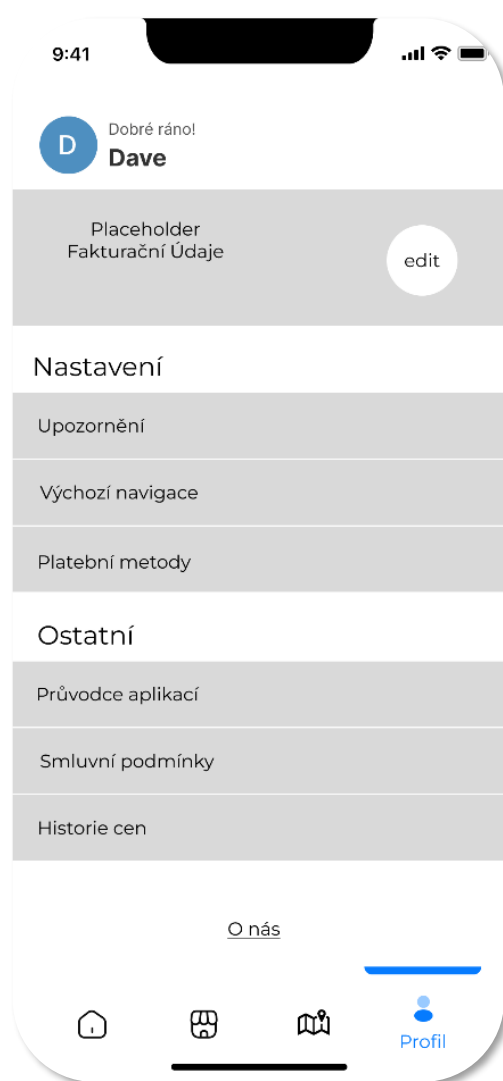 9:41
D
Dobré ráno!
Dave
Placeholder
Fakturační Údaje
edit
Nastavení
Upozornění
Výchozí navigace
Platební metody
Ostatní
Průvodce aplikací
Smluvní podmínky
Historie cen
O nás
Profil